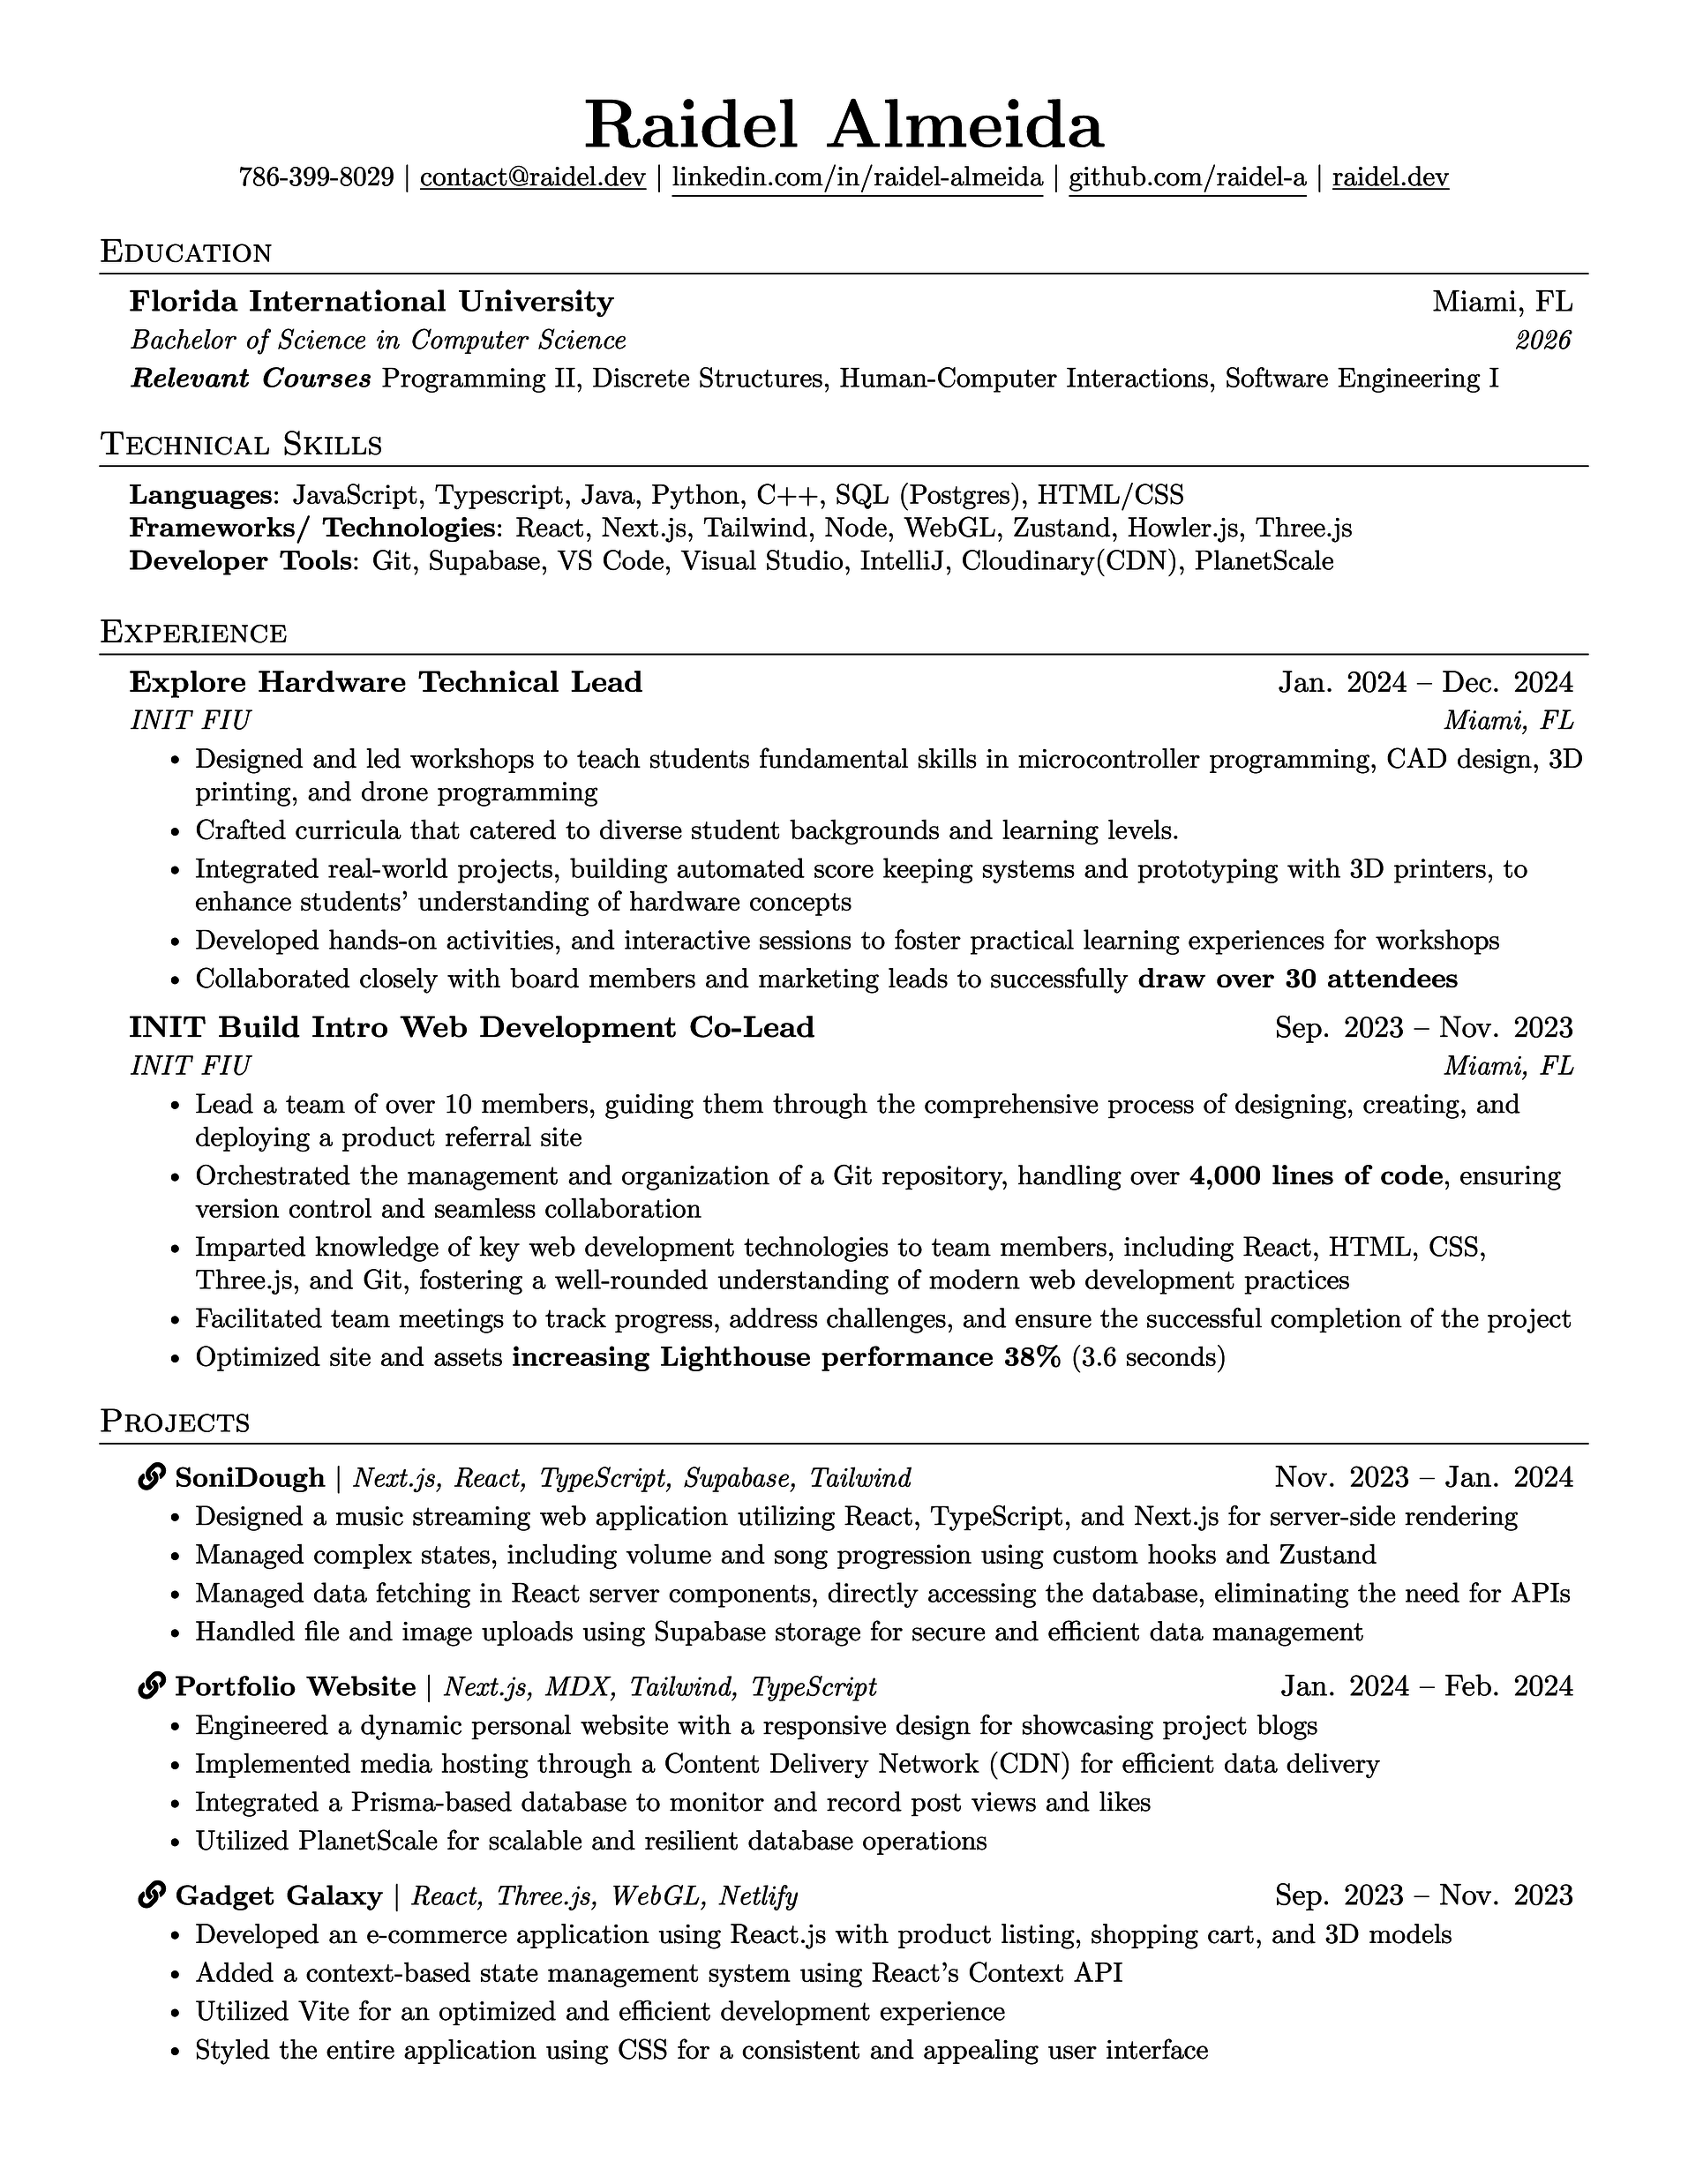 Raidel Almeida
786-399-8029 | contact@raidel.dev | linkedin.com/in/raidel-almeida | github.com/raidel-a | raidel.dev
Education
Florida International University Miami, FL
Bachelor of Science in Computer Science 2026
Relevant Courses Programming II, Discrete Structures, Human-Computer Interactions, Software Engineering I
Technical Skills
Languages: JavaScript, Typescript, Java, Python, C++, SQL (Postgres), HTML/CSS
Frameworks/ Technologies: React, Next.js, Tailwind, Node, WebGL, Zustand, Howler.js, Three.js
Developer Tools: Git, Supabase, VS Code, Visual Studio, IntelliJ, Cloudinary(CDN), PlanetScale
Experience
Explore Hardware Technical Lead Jan. 2024 – Dec. 2024
INIT FIU Miami, FL
• Designed and led workshops to teach students fundamental skills in microcontroller programming, CAD design, 3D
printing, and drone programming
• Crafted curricula that catered to diverse student backgrounds and learning levels.
• Integrated real-world projects, building automated score keeping systems and prototyping with 3D printers, to
enhance students’ understanding of hardware concepts
• Developed hands-on activities, and interactive sessions to foster practical learning experiences for workshops
• Collaborated closely with board members and marketing leads to successfully draw over 30 attendees
INIT Build Intro Web Development Co-Lead Sep. 2023 – Nov. 2023
INIT FIU Miami, FL
• Lead a team of over 10 members, guiding them through the comprehensive process of designing, creating, and
deploying a product referral site
• Orchestrated the management and organization of a Git repository, handling over 4,000 lines of code, ensuring
version control and seamless collaboration
• Imparted knowledge of key web development technologies to team members, including React, HTML, CSS,
Three.js, and Git, fostering a well-rounded understanding of modern web development practices
• Facilitated team meetings to track progress, address challenges, and ensure the successful completion of the project
• Optimized site and assets increasing Lighthouse performance 38% (3.6 seconds)
Projects
SoniDough | Next.js, React, TypeScript, Supabase, Tailwind Nov. 2023 – Jan. 2024
• Designed a music streaming web application utilizing React, TypeScript, and Next.js for server-side rendering
• Managed complex states, including volume and song progression using custom hooks and Zustand
• Managed data fetching in React server components, directly accessing the database, eliminating the need for APIs
• Handled file and image uploads using Supabase storage for secure and efficient data management
Portfolio Website | Next.js, MDX, Tailwind, TypeScript Jan. 2024 – Feb. 2024
• Engineered a dynamic personal website with a responsive design for showcasing project blogs
• Implemented media hosting through a Content Delivery Network (CDN) for efficient data delivery
• Integrated a Prisma-based database to monitor and record post views and likes
• Utilized PlanetScale for scalable and resilient database operations
Gadget Galaxy | React, Three.js, WebGL, Netlify Sep. 2023 – Nov. 2023
• Developed an e-commerce application using React.js with product listing, shopping cart, and 3D models
• Added a context-based state management system using React’s Context API
• Utilized Vite for an optimized and efficient development experience
• Styled the entire application using CSS for a consistent and appealing user interface